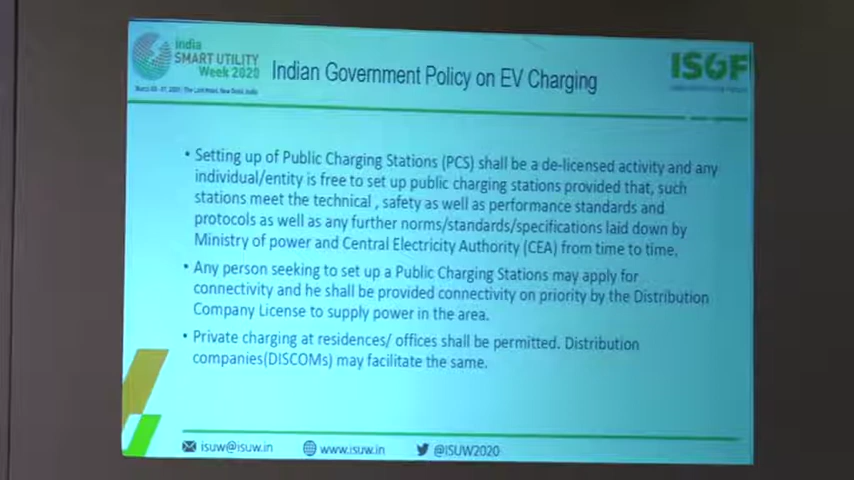 India
SMART UTILITY
Week 2020
Indian Government Policy on EV Charging
ISGF
• Setting up of Public Charging Stations (PCS) shall be a de-licensed activity and any
individual/entity is free to set up public charging stations provided that, such
stations meet the technical , safety as well as performance standards and
protocols as well as any further norms/standards/specifications laid down by
Ministry of power and Central Electricity Authority (CEA) from time to time.
• Any person seeking to set up a Public Charging Stations may apply for
connectivity and he shall be provided connectivity on priority by the Distribution
Company License to supply power in the area.
• Private charging at residences/ offices shall be permitted. Distribution
companies(DISCOMs) may facilitate the same.
isuw@isuw.in
www.isuw.in
@ISUW2020